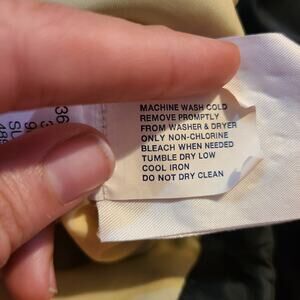 MACHINE WASH COLD
REMOVE PROMPTLY
FROM WASHER & DRYER
ONLY NON-CHLORINE
BLEACH WHEN NEEDED
TUMBLE DRY LOW
COOL IRON
DO NOT DRY CLEAN
36